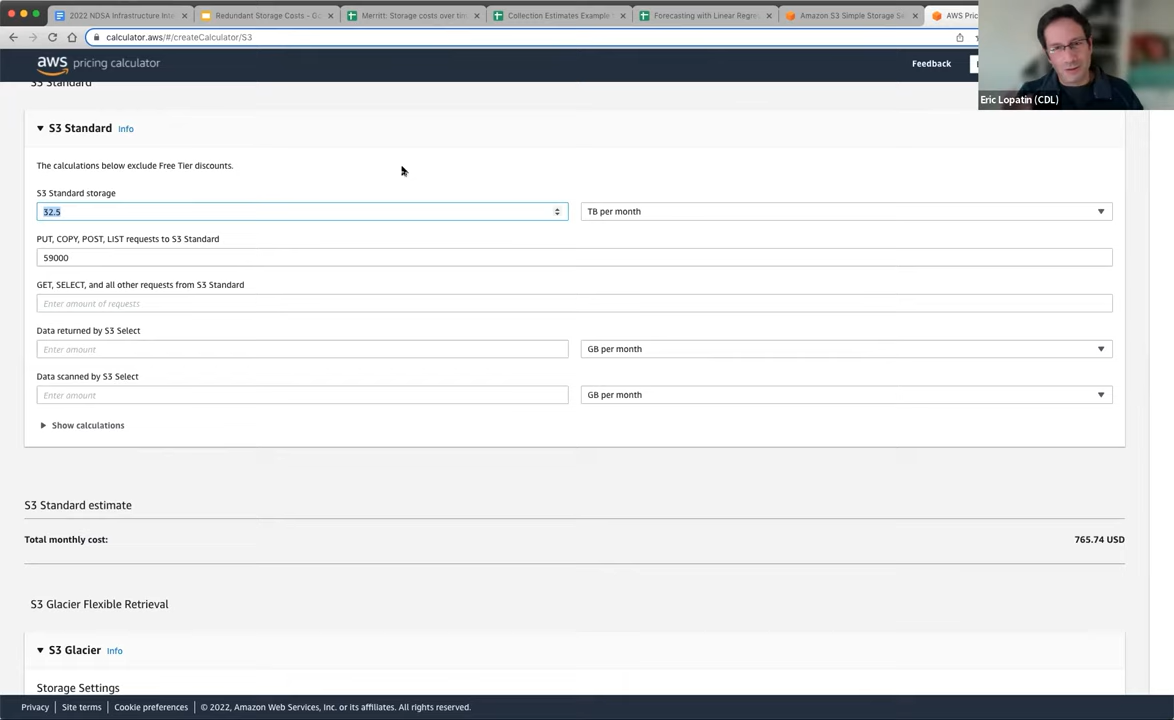 2022 NDSA Infrastructure Inte
Redundant Storage Costs - Go
Merritt: Storage costs over tim
Collection Estimates Example
Forecasting with Linear Regre
Amazon S3 Simple Storage Se
AWS Pric
calculator.aws/#/createCalculator/S3
aws pricing calculator
Feedback
Eric Lopatin (CDL)
S3 Standard
S3 Standard Info
The calculations below exclude Free Tier discounts.
S3 Standard storage
32.5
TB per month
PUT, COPY, POST, LIST requests to S3 Standard
59000
GET, SELECT, and all other requests from S3 Standard
Enter amount of requests
Data returned by S3 Select
Enter amount
GB per month
Data scanned by S3 Select
Enter amount
GB per month
Show calculations
S3 Standard estimate
Total monthly cost: 765.74 USD
S3 Glacier Flexible Retrieval
S3 Glacier Info
Storage Settings
Privacy | Site terms | Cookie preferences | © 2022, Amazon Web Services, Inc. or its affiliates. All rights reserved.